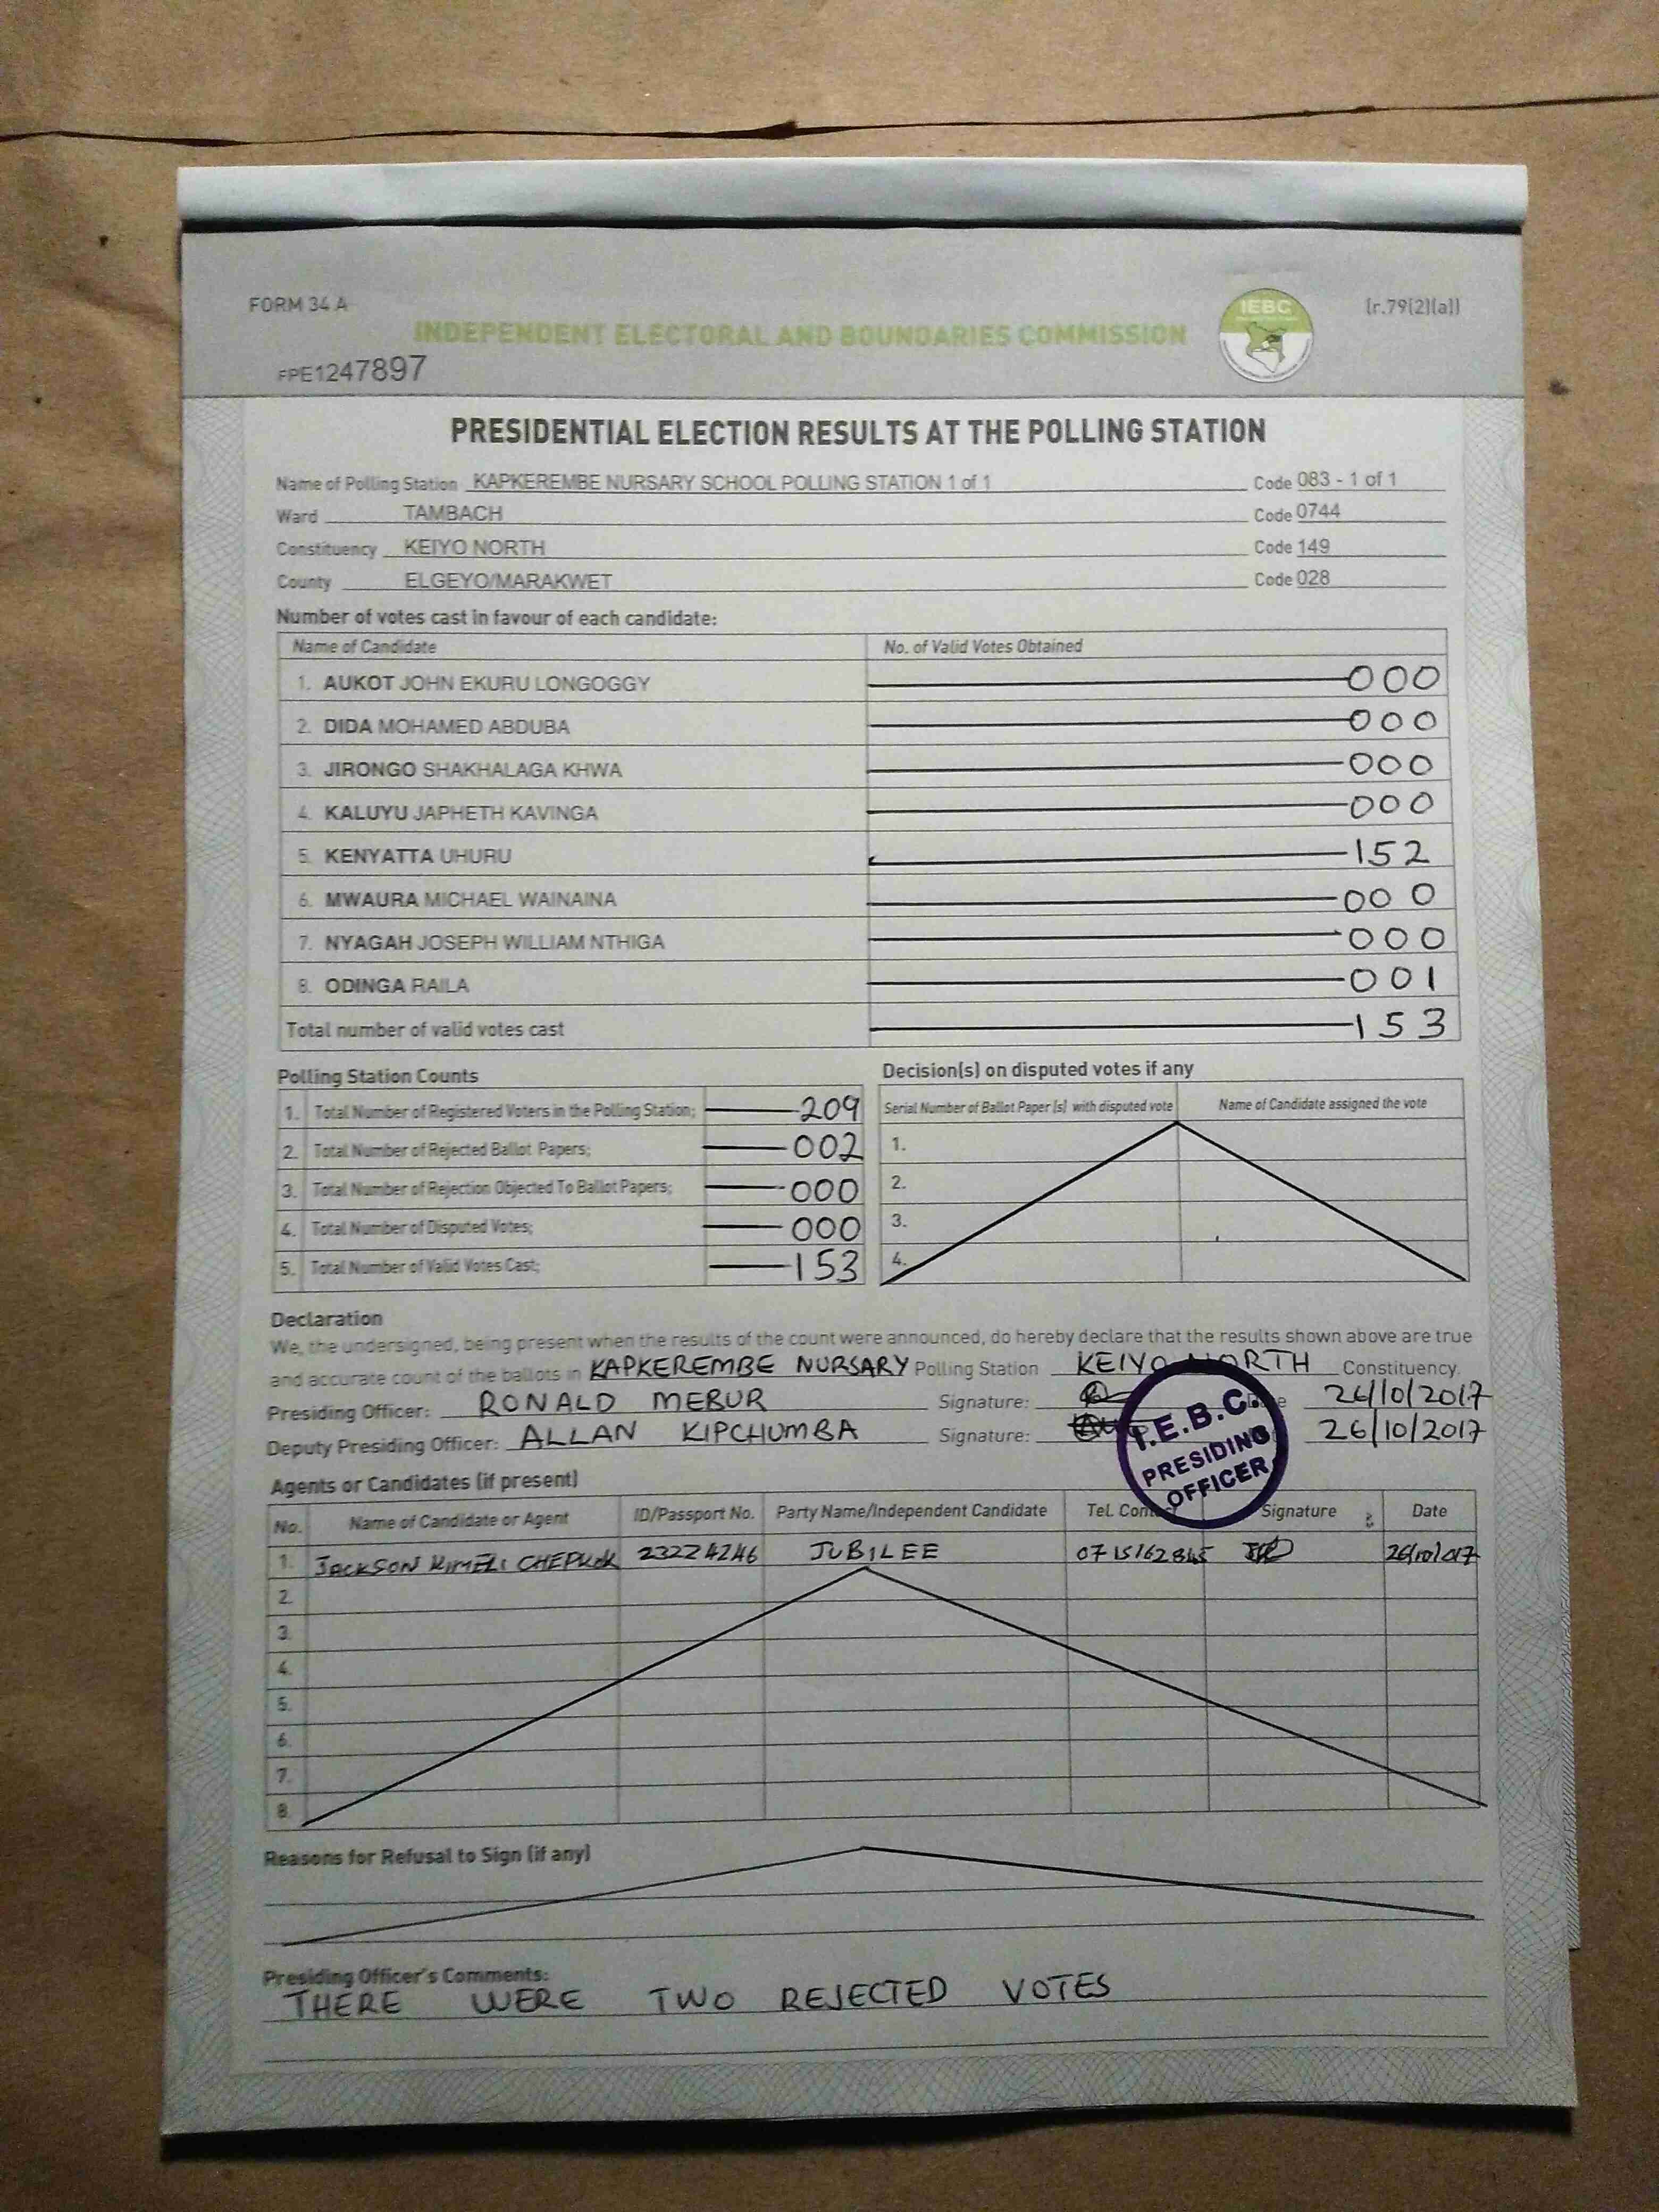 FORM 34 A
INDEPENDENT ELECTORAL AND BOUNDARIES COMMISSION
IEBC
(r.79(2)(a))
FPE1247897
PRESIDENTIAL ELECTION RESULTS AT THE POLLING STATION
Name of Polling Station KAPKEREMBE NURSARY SCHOOL POLLING STATION 1 of 1 Code 083 - 1 of 1
Ward TAMBACH Code 0744
Constituency KEIYO NORTH Code 149
County ELGEYO/MARAKWET Code 028
Number of votes cast in favour of each candidate:
Name of Candidate No. of Valid Votes Obtained
1. AUKOT JOHN EKURU LONGOGGY 000
2. DIDA MOHAMED ABDUBA 000
3. JIRONGO SHAKHALAGA KHWA 000
4. KALUYU JAPHETH KAVINGA 000
5. KENYATTA UHURU 152
6. MWAURA MICHAEL WAINAINA 000
7. NYAGAH JOSEPH WILLIAM NTHIGA 000
8. ODINGA RAILA 001
Total number of valid votes cast 153
Polling Station Counts
1. Total Number of Registered Voters in the Polling Station; 209
2. Total Number of Rejected Ballot Papers; 002
3. Total Number of Rejection Objected To Ballot Papers; 000
4. Total Number of Disputed Votes; 000
5. Total Number of Valid Votes Cast; 153
Decision(s) on disputed votes if any
Serial Number of Ballot Paper (s) with disputed vote Name of Candidate assigned the vote
1.
2.
3.
4.
Declaration
We, the undersigned, being present when the results of the count were announced, do hereby declare that the results shown above are true
and accurate count of the ballots in KAPKEREMBE NURSARY Polling Station KEIYO NORTH Constituency.
Presiding Officer: RONALD MEBUR Signature: Date 26/10/2017
Deputy Presiding Officer: ALLAN KIPCHUMBA Signature: 26/10/2017
I.E.B.C.
PRESIDING
OFFICER
Agents or Candidates (if present)
No. Name of Candidate or Agent ID/Passport No. Party Name/Independent Candidate Tel. Contact Signature Date
1. JACKSON KIMELI 23224246 JUBILEE 0715162845 26/10/017
2.
3.
4.
5.
6.
7.
8.
Reasons for Refusal to Sign (if any)
Presiding Officer's Comments:
THERE WERE TWO REJECTED VOTES